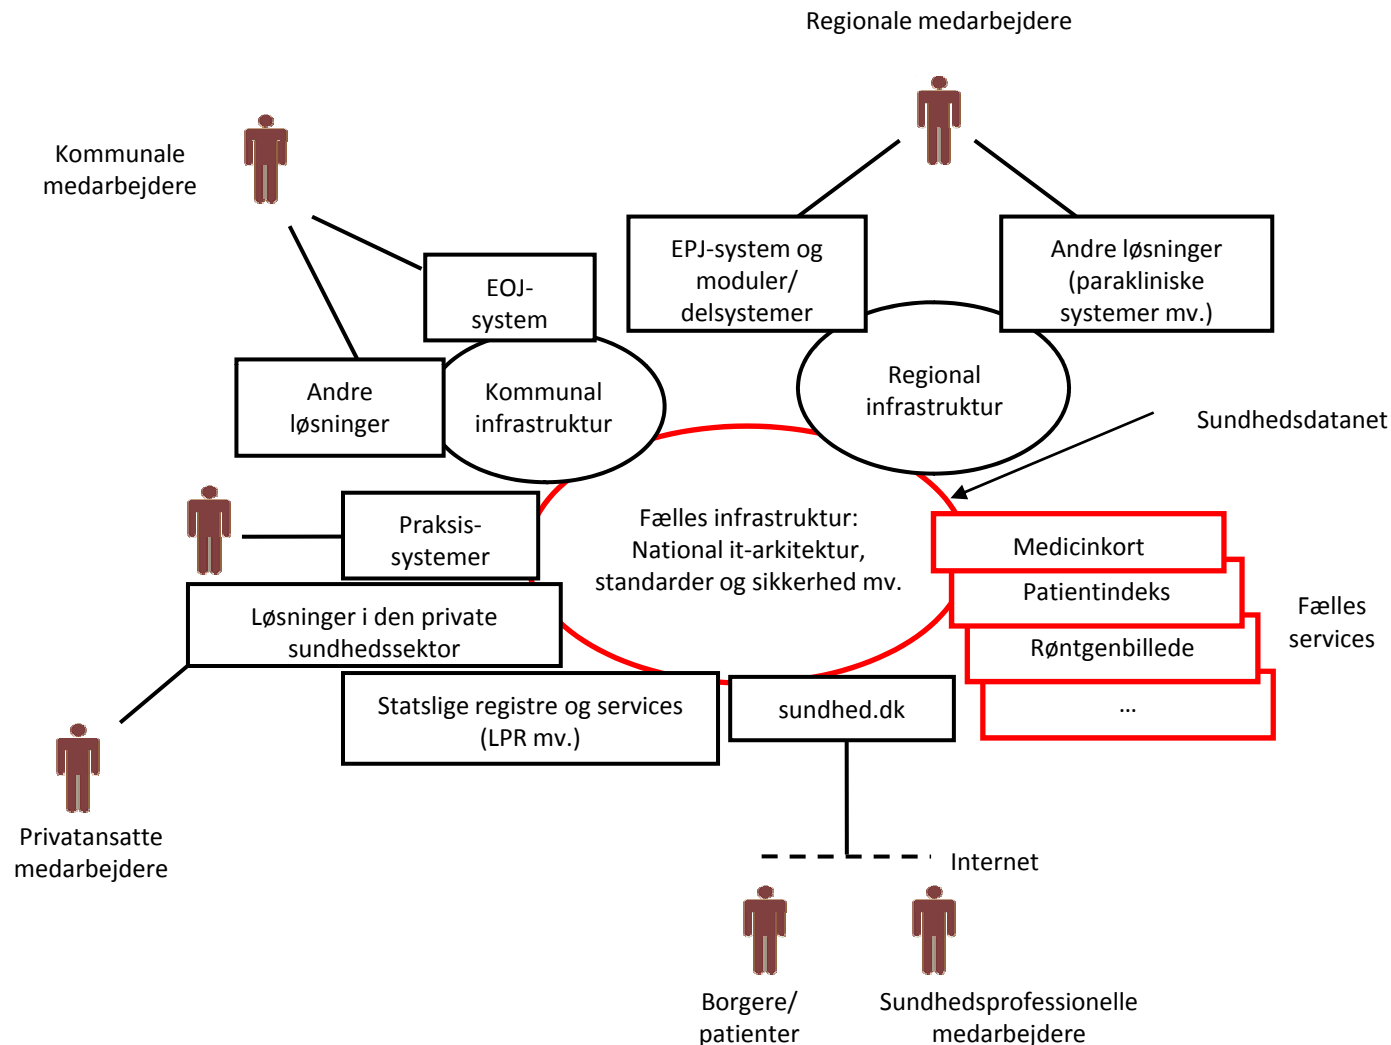 Regionale medarbejdere
Kommunale
medarbejdere
EPJ-system og
moduler/
delsystemer
Andre løsninger
(parakliniske
systemer mv.)
EOJ-
system
Andre
løsninger
Kommunal
infrastruktur
Regional
infrastruktur
Sundhedsdatanet
Praksis-
systemer
Fælles infrastruktur:
National it-arkitektur,
standarder og sikkerhed mv.
Medicinkort
Patientindeks
Røntgenbillede
...
Fælles
services
Løsninger i den private
sundhedssektor
Statslige registre og services
(LPR mv.)
sundhed.dk
Privatansatte
medarbejdere
Internet
Borgere/
patienter
Sundhedsprofessionelle
medarbejdere